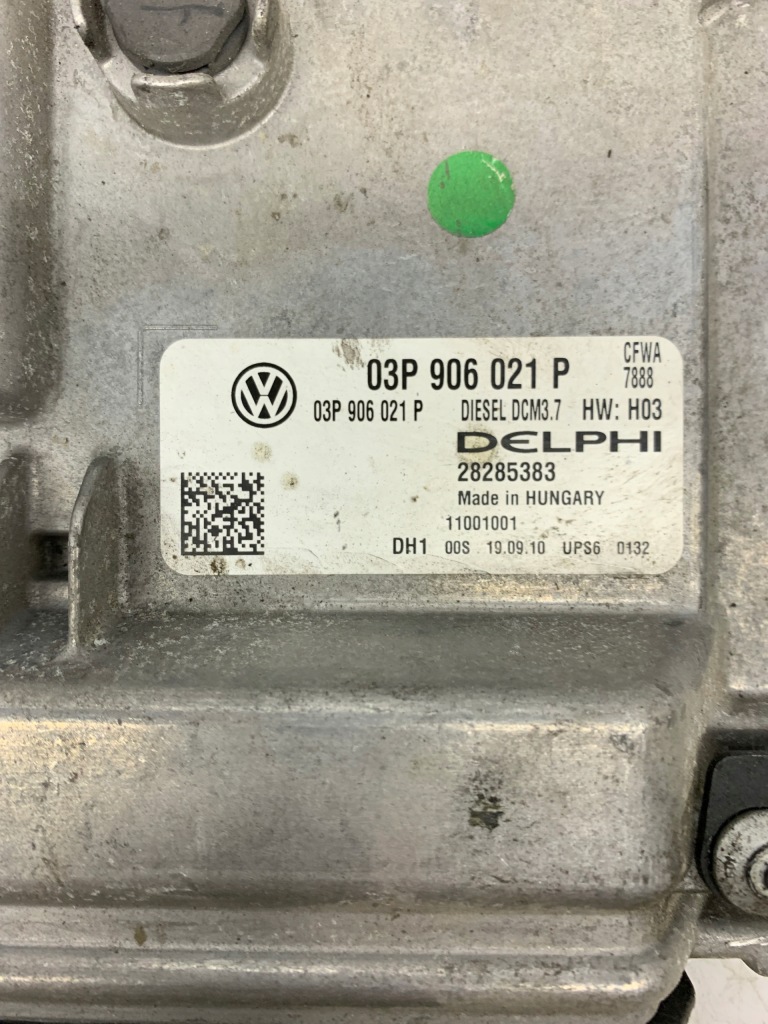 CFWA
03P 906 021 P 7888
03P 906 021 P DIESEL DCM3.7 HW: H03
DELPHI
28285383
Made in HUNGARY
11001001
DH1 00S 19.09.10 UPS6 0132